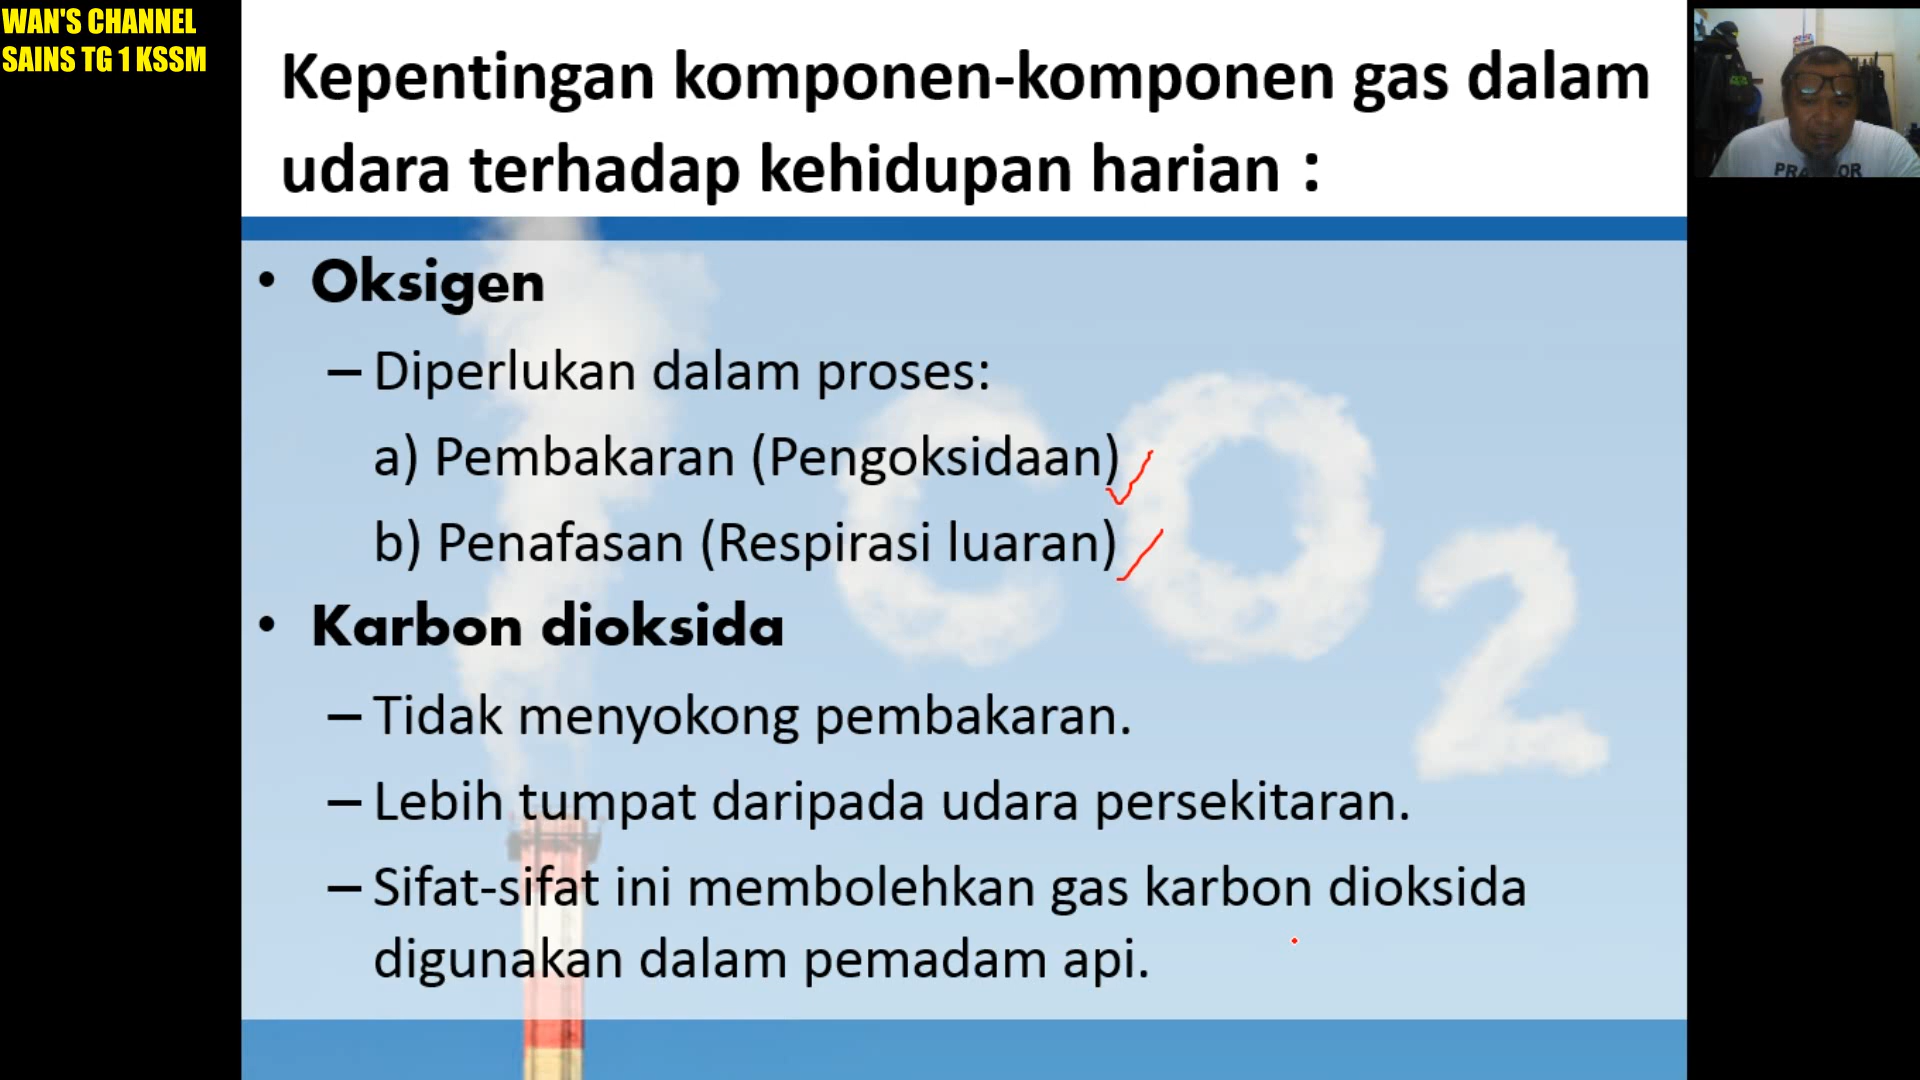 WAN'S CHANNEL
SAINS TG 1 KSSM
Kepentingan komponen-komponen gas dalam
udara terhadap kehidupan harian :
• Oksigen
– Diperlukan dalam proses:
a) Pembakaran (Pengoksidaan)
b) Penafasan (Respirasi luaran)
• Karbon dioksida
– Tidak menyokong pembakaran.
– Lebih tumpat daripada udara persekitaran.
– Sifat-sifat ini membolehkan gas karbon dioksida
digunakan dalam pemadam api.
CO2